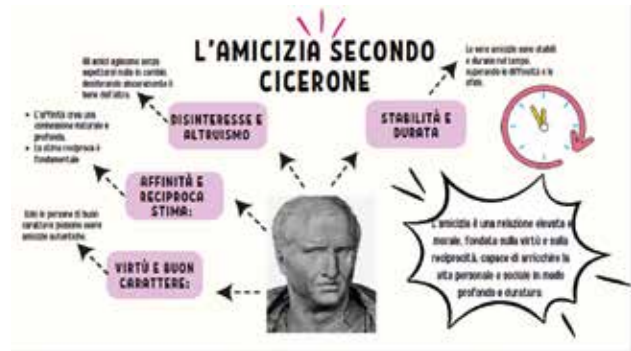 L'AMICIZIA SECONDO
CICERONE
Gli amici agiscono senza
aspettarsi nulla in cambio,
desiderando sinceramente il
bene dell'altro.
DISINTERESSE E
ALTRUISMO
Le vere amicizie sono stabili
e durano nel tempo,
superando le difficoltà e le
sfide.
STABILITÀ E
DURATA
L'affinità crea una
connessione naturale e
profonda.
La stima reciproca è
fondamentale
AFFINITÀ E
RECIPROCA
STIMA:
Solo le persone di buon
carattere possono avere
amicizie autentiche.
VIRTÙ E BUON
CARATTERE:
L'amicizia è una relazione elevata e
morale, fondata sulla virtù e sulla
reciprocità, capace di arricchire la
vita personale e sociale in modo
profondo e duraturo.